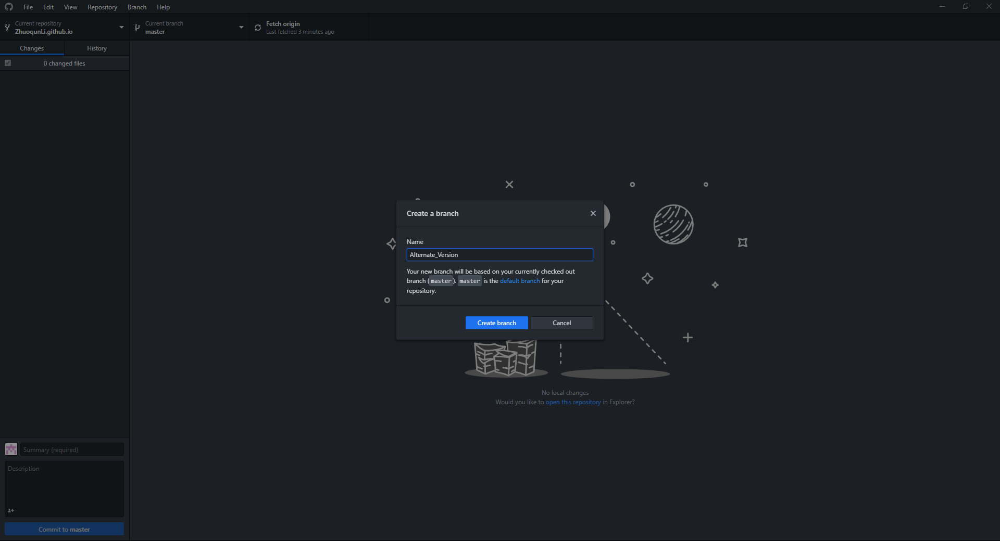 File Edit View Repository Branch Help
Current repository
ZhuoqunLi.github.io
Current branch
master
Fetch origin
Last fetched 3 minutes ago
Changes History
0 changed files
Create a branch
Name
Alternate_Version
Your new branch will be based on your currently checked out
branch (master). master is the default branch for your
repository.
Create branch Cancel
No local changes
Would you like to open this repository in Explorer?
Summary (required)
Description
Commit to master